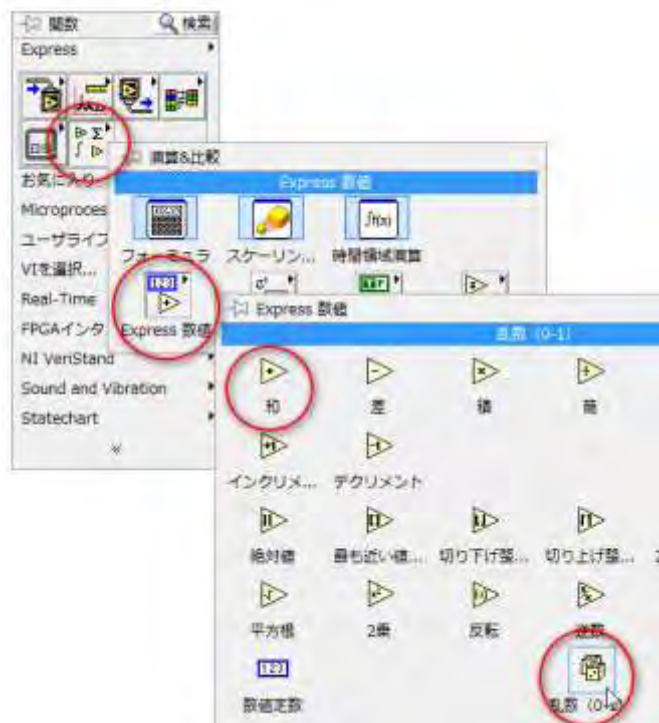 関数 検索
Express
お気に入り
Microproces
ユーザライブ
VIを選択...
Real-Time
FPGAインタ
NI VeriStand
Sound and Vibration
Statechart
演算&比較
Express 数値
フォーミュラ スケーリン... 時間領域演算
Express 数値
Express 数値
乱数 (0-1)
和 差 積 商
インクリメ... デクリメント
絶対値 最も近い値... 切り下げ整... 切り上げ整...
平方根 2乗 反転 逆数
数値定数 乱数 (0-1)